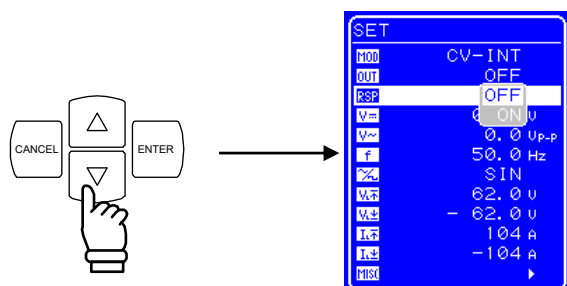 CANCEL
ENTER
SET
MOD CV-INT
OUT OFF
RSP OFF
ON
V= 0 V
V~ 0.0 Vp-p
f 50.0 Hz
SIN
62.0 V
- 62.0 V
104 A
-104 A
MISC